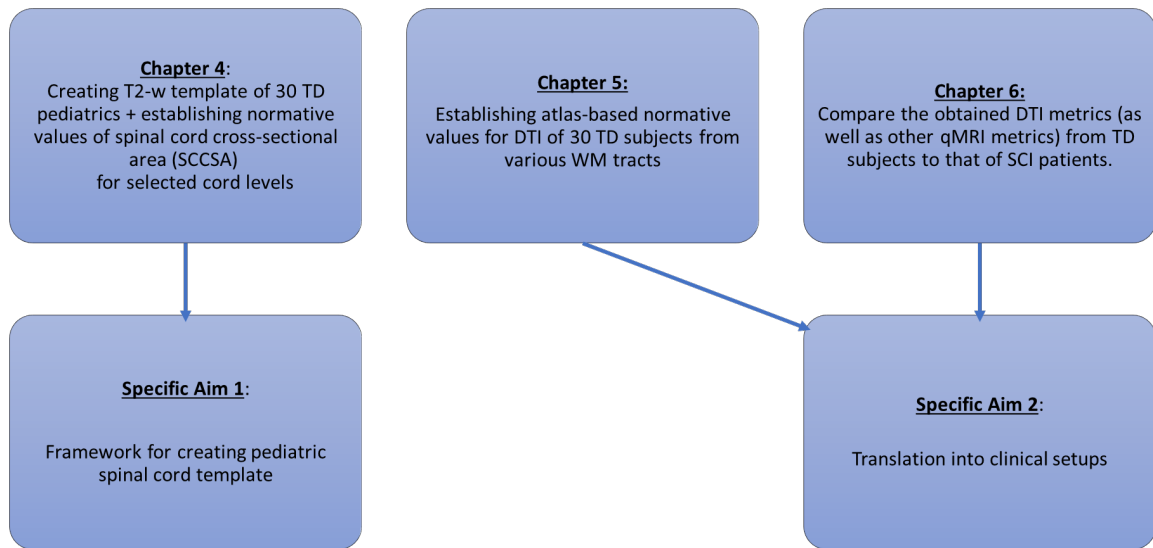 Chapter 4:
Creating T2-w template of 30 TD
pediatrics + establishing normative
values of spinal cord cross-sectional
area (SCCSA)
for selected cord levels
Chapter 5:
Establishing atlas-based normative
values for DTI of 30 TD subjects from
various WM tracts
Chapter 6:
Compare the obtained DTI metrics (as
well as other qMRI metrics) from TD
subjects to that of SCI patients.
Specific Aim 1:
Framework for creating pediatric
spinal cord template
Specific Aim 2:
Translation into clinical setups